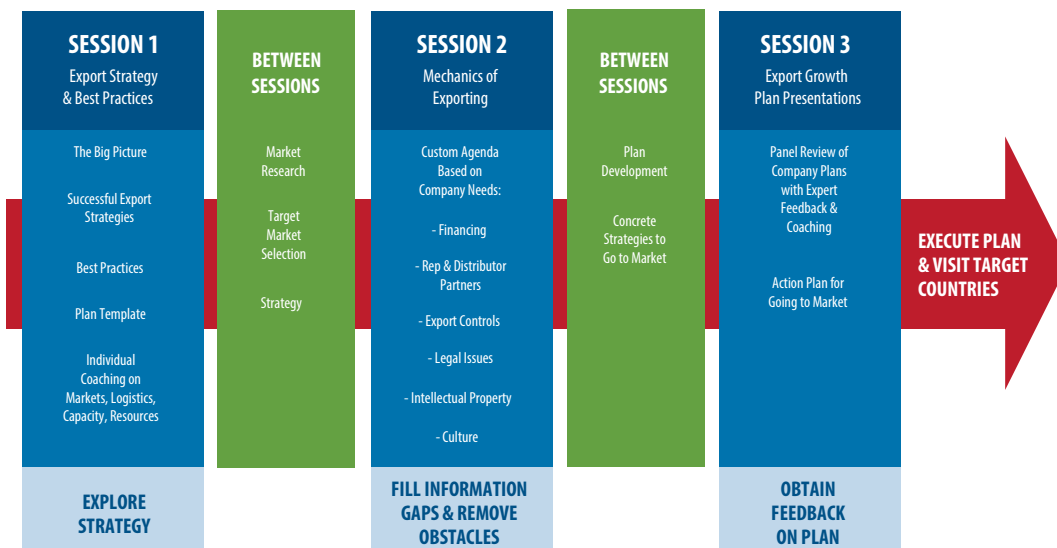 SESSION 1
Export Strategy
& Best Practices
The Big Picture
Successful Export
Strategies
Best Practices
Plan Template
Individual
Coaching on
Markets, Logistics,
Capacity, Resources
EXPLORE
STRATEGY
BETWEEN
SESSIONS
Market
Research
Target
Market
Selection
Strategy
SESSION 2
Mechanics of
Exporting
Custom Agenda
Based on
Company Needs:
- Financing
- Rep & Distributor
Partners
- Export Controls
- Legal Issues
- Intellectual Property
- Culture
FILL INFORMATION
GAPS & REMOVE
OBSTACLES
BETWEEN
SESSIONS
Plan
Development
Concrete
Strategies to
Go to Market
SESSION 3
Export Growth
Plan Presentations
Panel Review of
Company Plans
with Expert
Feedback &
Coaching
Action Plan for
Going to Market
OBTAIN
FEEDBACK
ON PLAN
EXECUTE PLAN
& VISIT TARGET
COUNTRIES